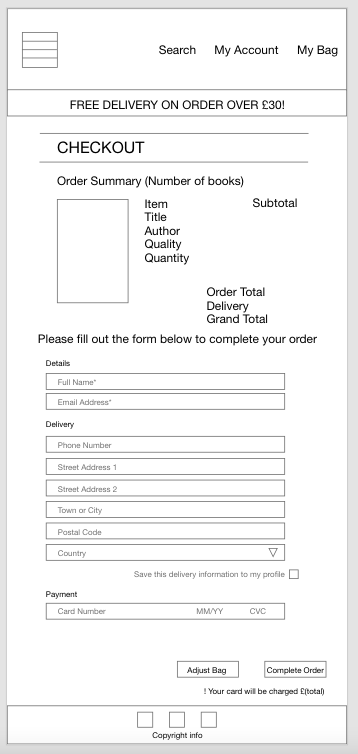 Search My Account My Bag
FREE DELIVERY ON ORDER OVER £30!
CHECKOUT
Order Summary (Number of books)
Item Subtotal
Title
Author
Quality
Quantity
Order Total
Delivery
Grand Total
Please fill out the form below to complete your order
Details
Full Name*
Email Address*
Delivery
Phone Number
Street Address 1
Street Address 2
Town or City
Postal Code
Country
Save this delivery information to my profile
Payment
Card Number MM/YY CVC
Adjust Bag Complete Order
! Your card will be charged £(total)
Copyright info